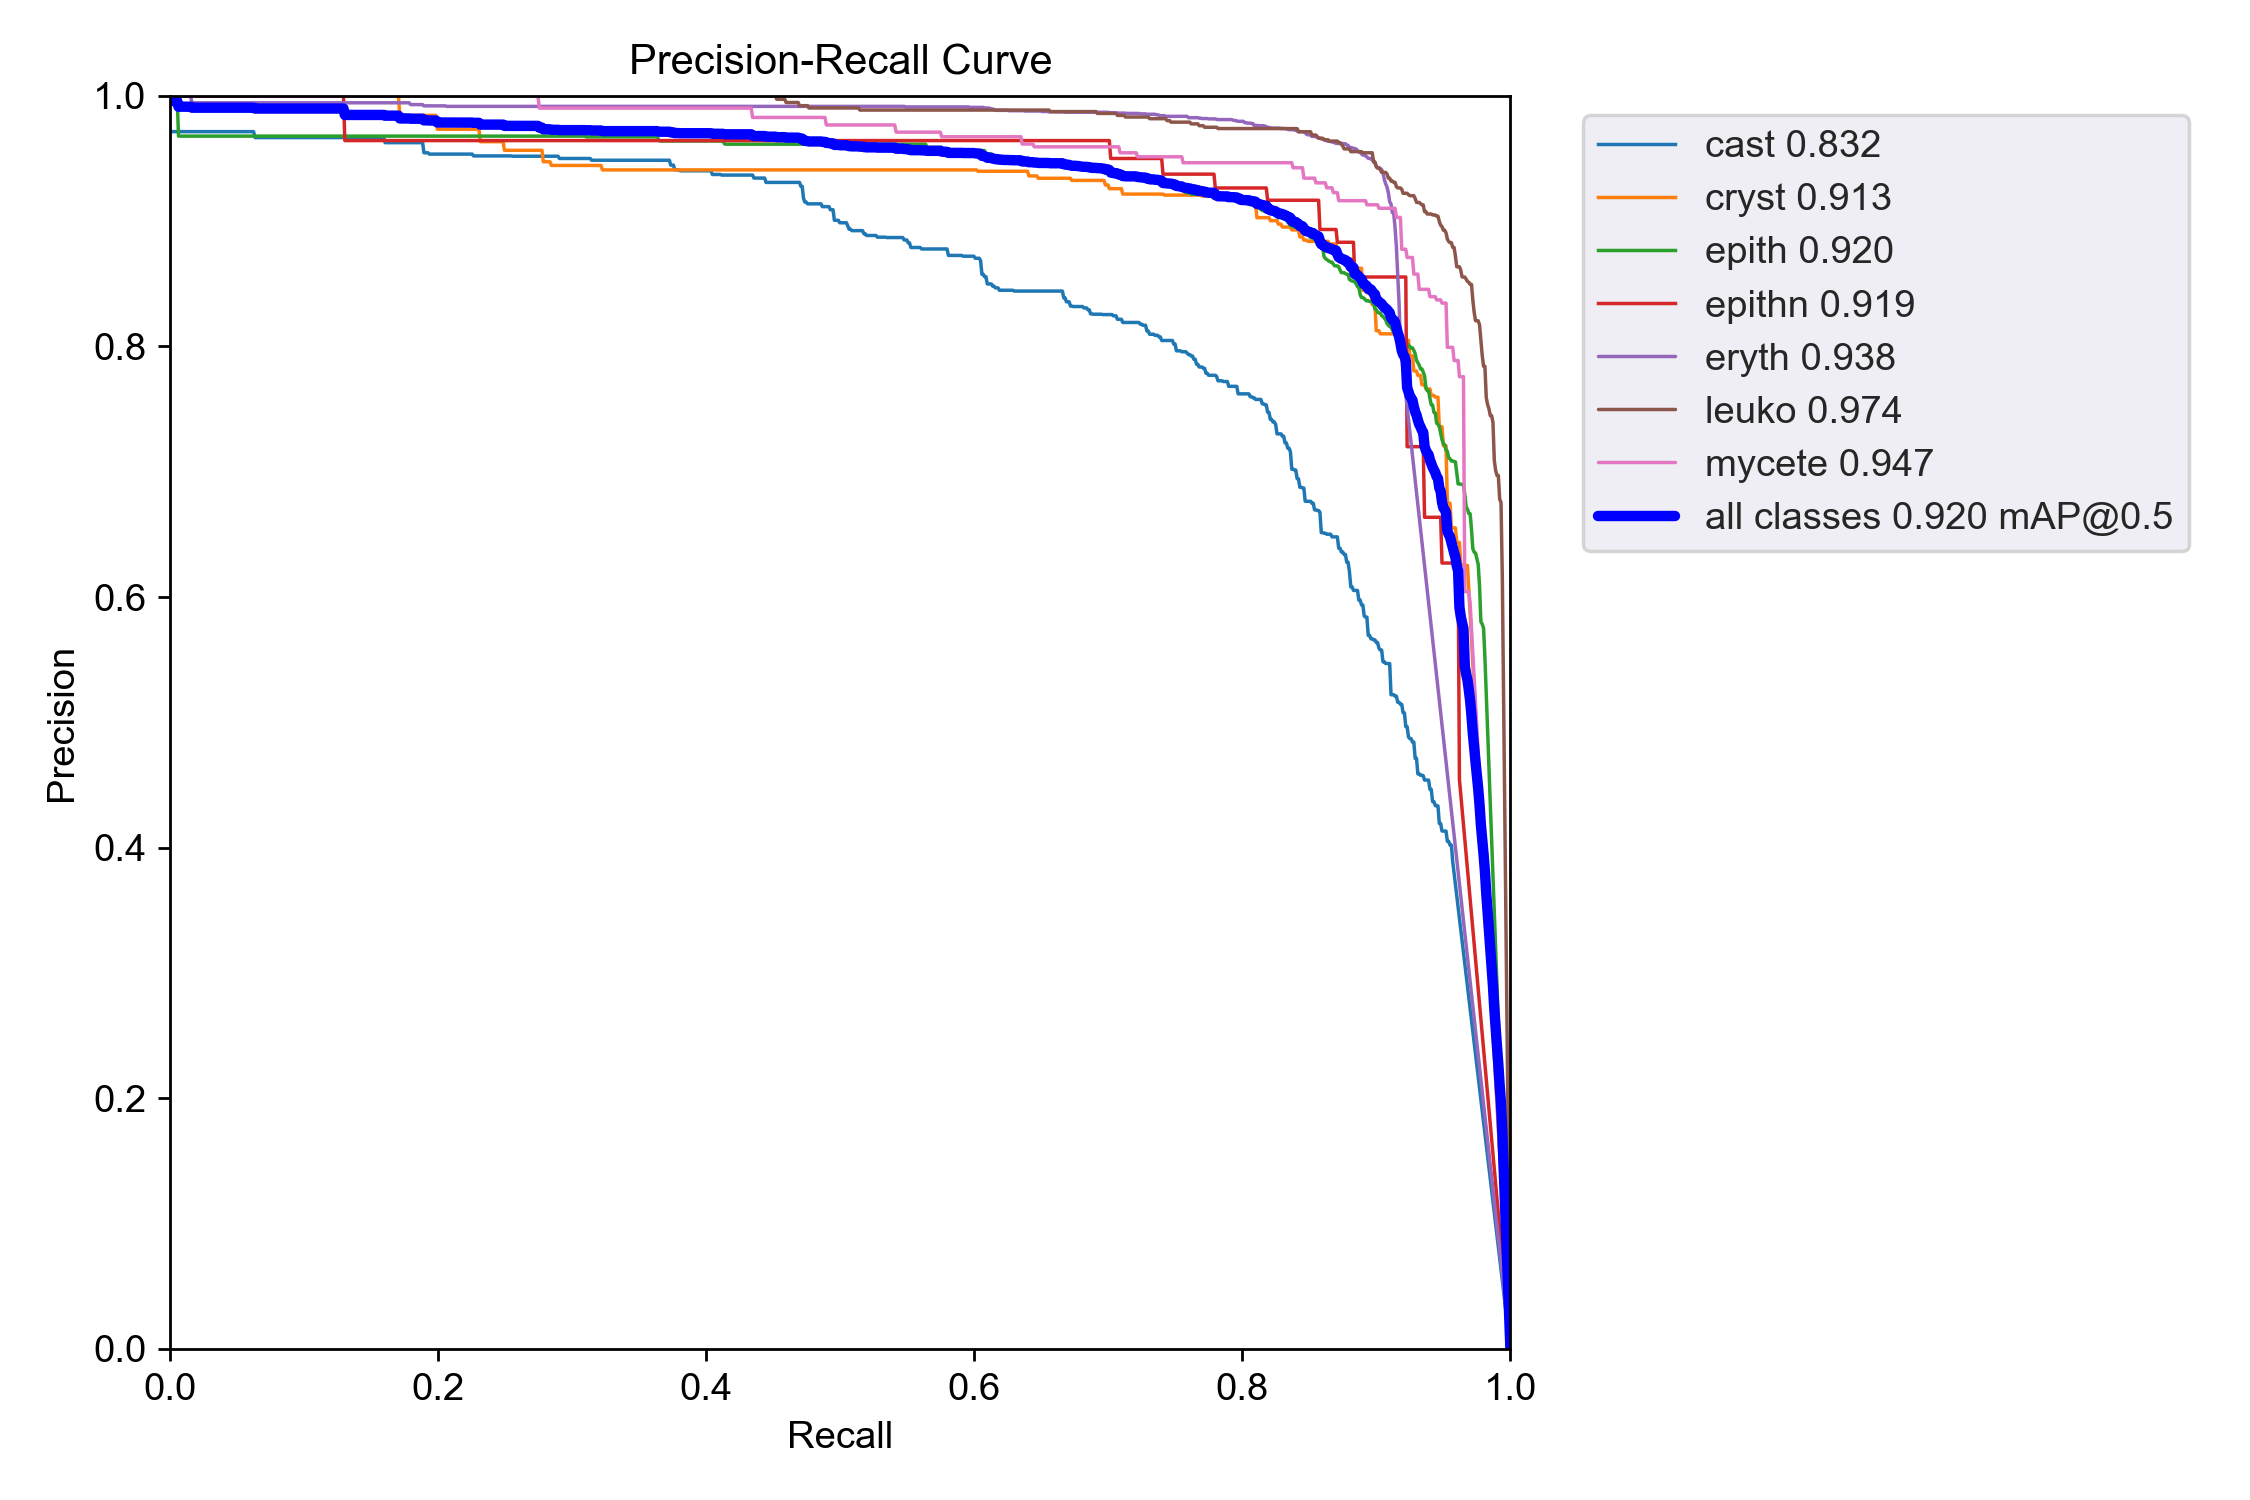 Precision-Recall Curve
1.0
0.8
0.6
0.4
0.2
0.0
Precision
0.0 0.2 0.4 0.6 0.8 1.0
Recall
cast 0.832
cryst 0.913
epith 0.920
epithn 0.919
eryth 0.938
leuko 0.974
mycete 0.947
all classes 0.920 mAP@0.5